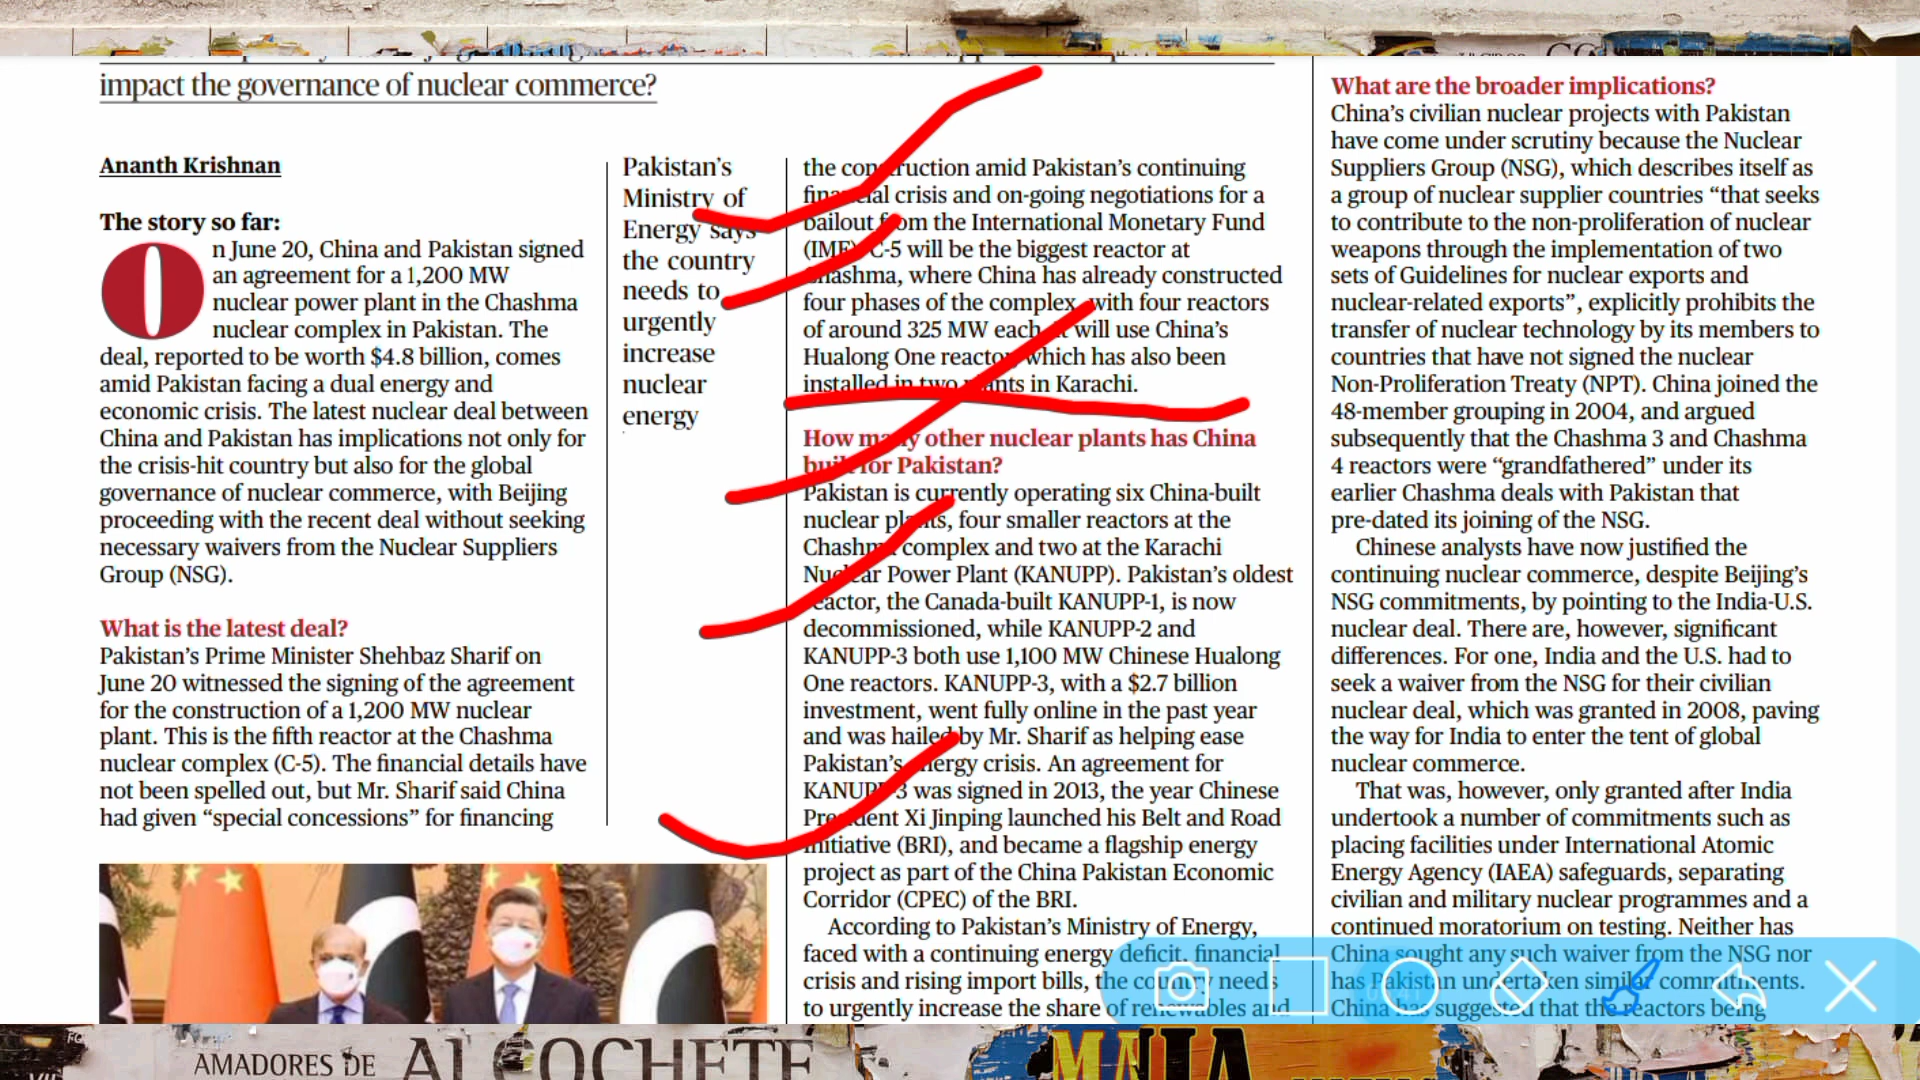 impact the governance of nuclear commerce?
Ananth Krishnan
The story so far:
On June 20, China and Pakistan signed
an agreement for a 1,200 MW
nuclear power plant in the Chashma
nuclear complex in Pakistan. The
deal, reported to be worth $4.8 billion, comes
amid Pakistan facing a dual energy and
economic crisis. The latest nuclear deal between
China and Pakistan has implications not only for
the crisis-hit country but also for the global
governance of nuclear commerce, with Beijing
proceeding with the recent deal without seeking
necessary waivers from the Nuclear Suppliers
Group (NSG).
What is the latest deal?
Pakistan’s Prime Minister Shehbaz Sharif on
June 20 witnessed the signing of the agreement
for the construction of a 1,200 MW nuclear
plant. This is the fifth reactor at the Chashma
nuclear complex (C-5). The financial details have
not been spelled out, but Mr. Sharif said China
had given “special concessions” for financing
Pakistan’s
Ministry of
Energy says
the country
needs to
urgently
increase
nuclear
energy
the construction amid Pakistan’s continuing
financial crisis and on-going negotiations for a
bailout from the International Monetary Fund
(IMF). C-5 will be the biggest reactor at
Chashma, where China has already constructed
four phases of the complex, with four reactors
of around 325 MW each. It will use China’s
Hualong One reactor, which has also been
installed in two plants in Karachi.
How many other nuclear plants has China
built for Pakistan?
Pakistan is currently operating six China-built
nuclear plants, four smaller reactors at the
Chashma complex and two at the Karachi
Nuclear Power Plant (KANUPP). Pakistan’s oldest
reactor, the Canada-built KANUPP-1, is now
decommissioned, while KANUPP-2 and
KANUPP-3 both use 1,100 MW Chinese Hualong
One reactors. KANUPP-3, with a $2.7 billion
investment, went fully online in the past year
and was hailed by Mr. Sharif as helping ease
Pakistan’s energy crisis. An agreement for
KANUPP-3 was signed in 2013, the year Chinese
President Xi Jinping launched his Belt and Road
Initiative (BRI), and became a flagship energy
project as part of the China Pakistan Economic
Corridor (CPEC) of the BRI.
According to Pakistan’s Ministry of Energy,
faced with a continuing energy deficit, financial
crisis and rising import bills, the country needs
to urgently increase the share of renewables and
What are the broader implications?
China’s civilian nuclear projects with Pakistan
have come under scrutiny because the Nuclear
Suppliers Group (NSG), which describes itself as
a group of nuclear supplier countries “that seeks
to contribute to the non-proliferation of nuclear
weapons through the implementation of two
sets of Guidelines for nuclear exports and
nuclear-related exports”, explicitly prohibits the
transfer of nuclear technology by its members to
countries that have not signed the nuclear
Non-Proliferation Treaty (NPT). China joined the
48-member grouping in 2004, and argued
subsequently that the Chashma 3 and Chashma
4 reactors were “grandfathered” under its
earlier Chashma deals with Pakistan that
pre-dated its joining of the NSG.
Chinese analysts have now justified the
continuing nuclear commerce, despite Beijing’s
NSG commitments, by pointing to the India-U.S.
nuclear deal. There are, however, significant
differences. For one, India and the U.S. had to
seek a waiver from the NSG for their civilian
nuclear deal, which was granted in 2008, paving
the way for India to enter the tent of global
nuclear commerce.
That was, however, only granted after India
undertook a number of commitments such as
placing facilities under International Atomic
Energy Agency (IAEA) safeguards, separating
civilian and military nuclear programmes and a
continued moratorium on testing. Neither has
China sought any such waiver from the NSG nor
has Pakistan undertaken similar commitments.
China has suggested that the reactors being
AMADORES DE ALCOCHETE
MAIA